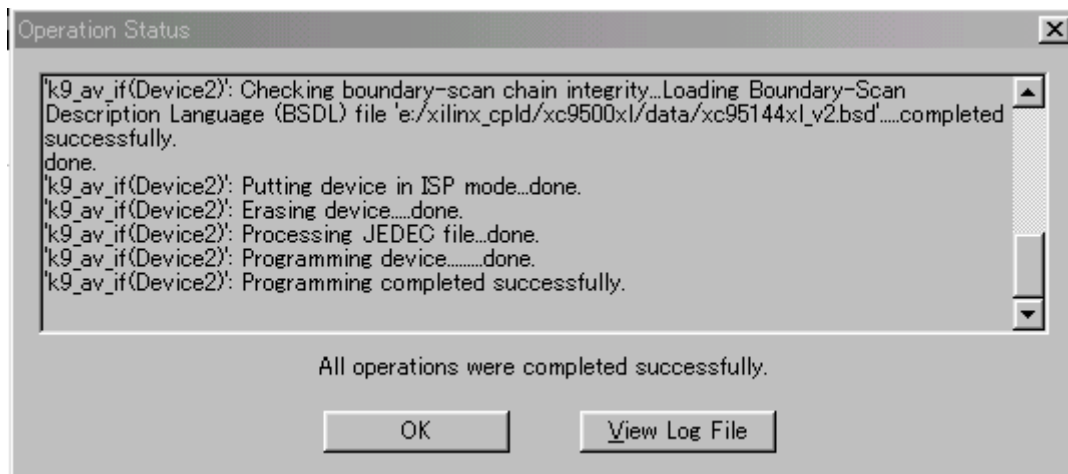 Operation Status
'k9_av_if(Device2)': Checking boundary-scan chain integrity...Loading Boundary-Scan
Description Language (BSDL) file 'e:/xilinx_cpld/xc9500xl/data/xc95144xl_v2.bsd'.....completed
successfully.
done.
'k9_av_if(Device2)': Putting device in ISP mode...done.
'k9_av_if(Device2)': Erasing device.....done.
'k9_av_if(Device2)': Processing JEDEC file...done.
'k9_av_if(Device2)': Programming device........done.
'k9_av_if(Device2)': Programming completed successfully.
All operations were completed successfully.
OK
View Log File